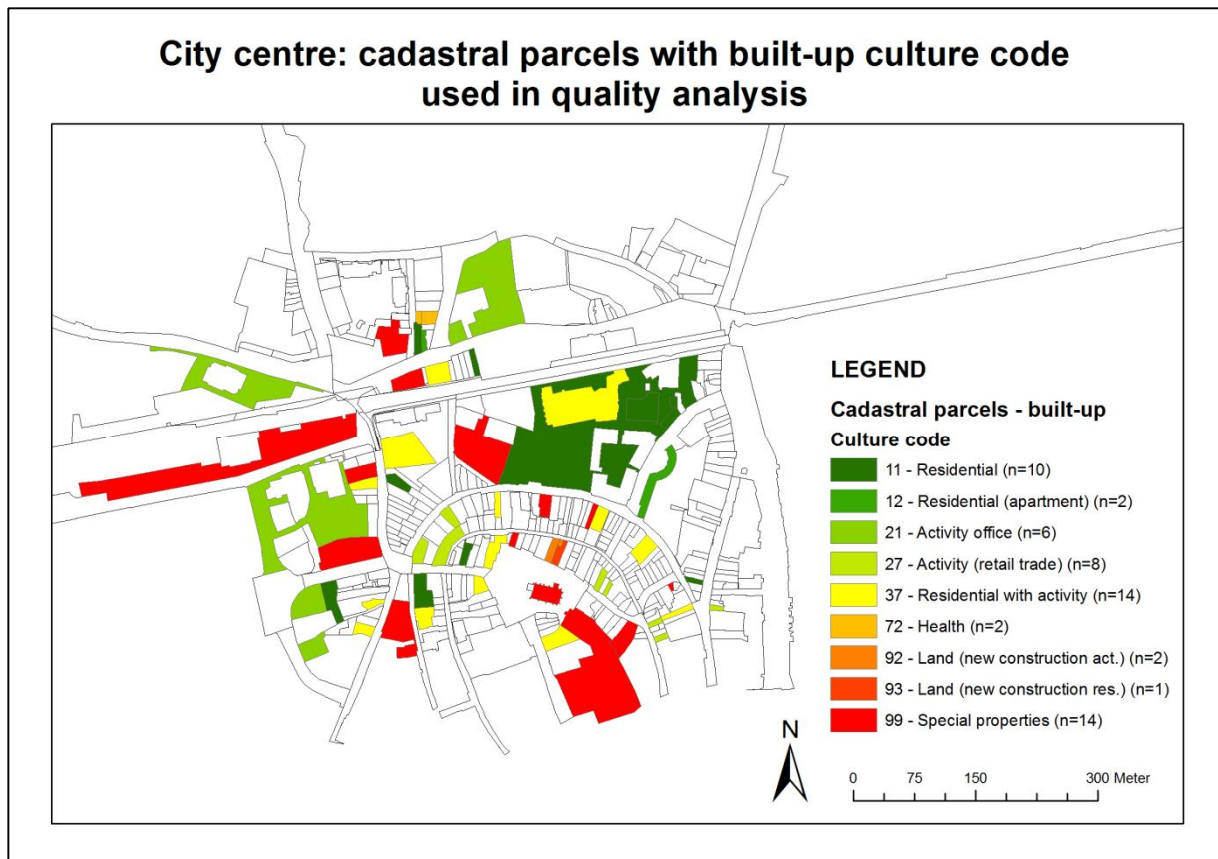 City centre: cadastral parcels with built-up culture code
used in quality analysis
LEGEND
Cadastral parcels - built-up
Culture code
11 - Residential (n=10)
12 - Residential (apartment) (n=2)
21 - Activity office (n=6)
27 - Activity (retail trade) (n=8)
37 - Residential with activity (n=14)
72 - Health (n=2)
92 - Land (new construction act.) (n=2)
93 - Land (new construction res.) (n=1)
99 - Special properties (n=14)
N
0 75 150 300 Meter